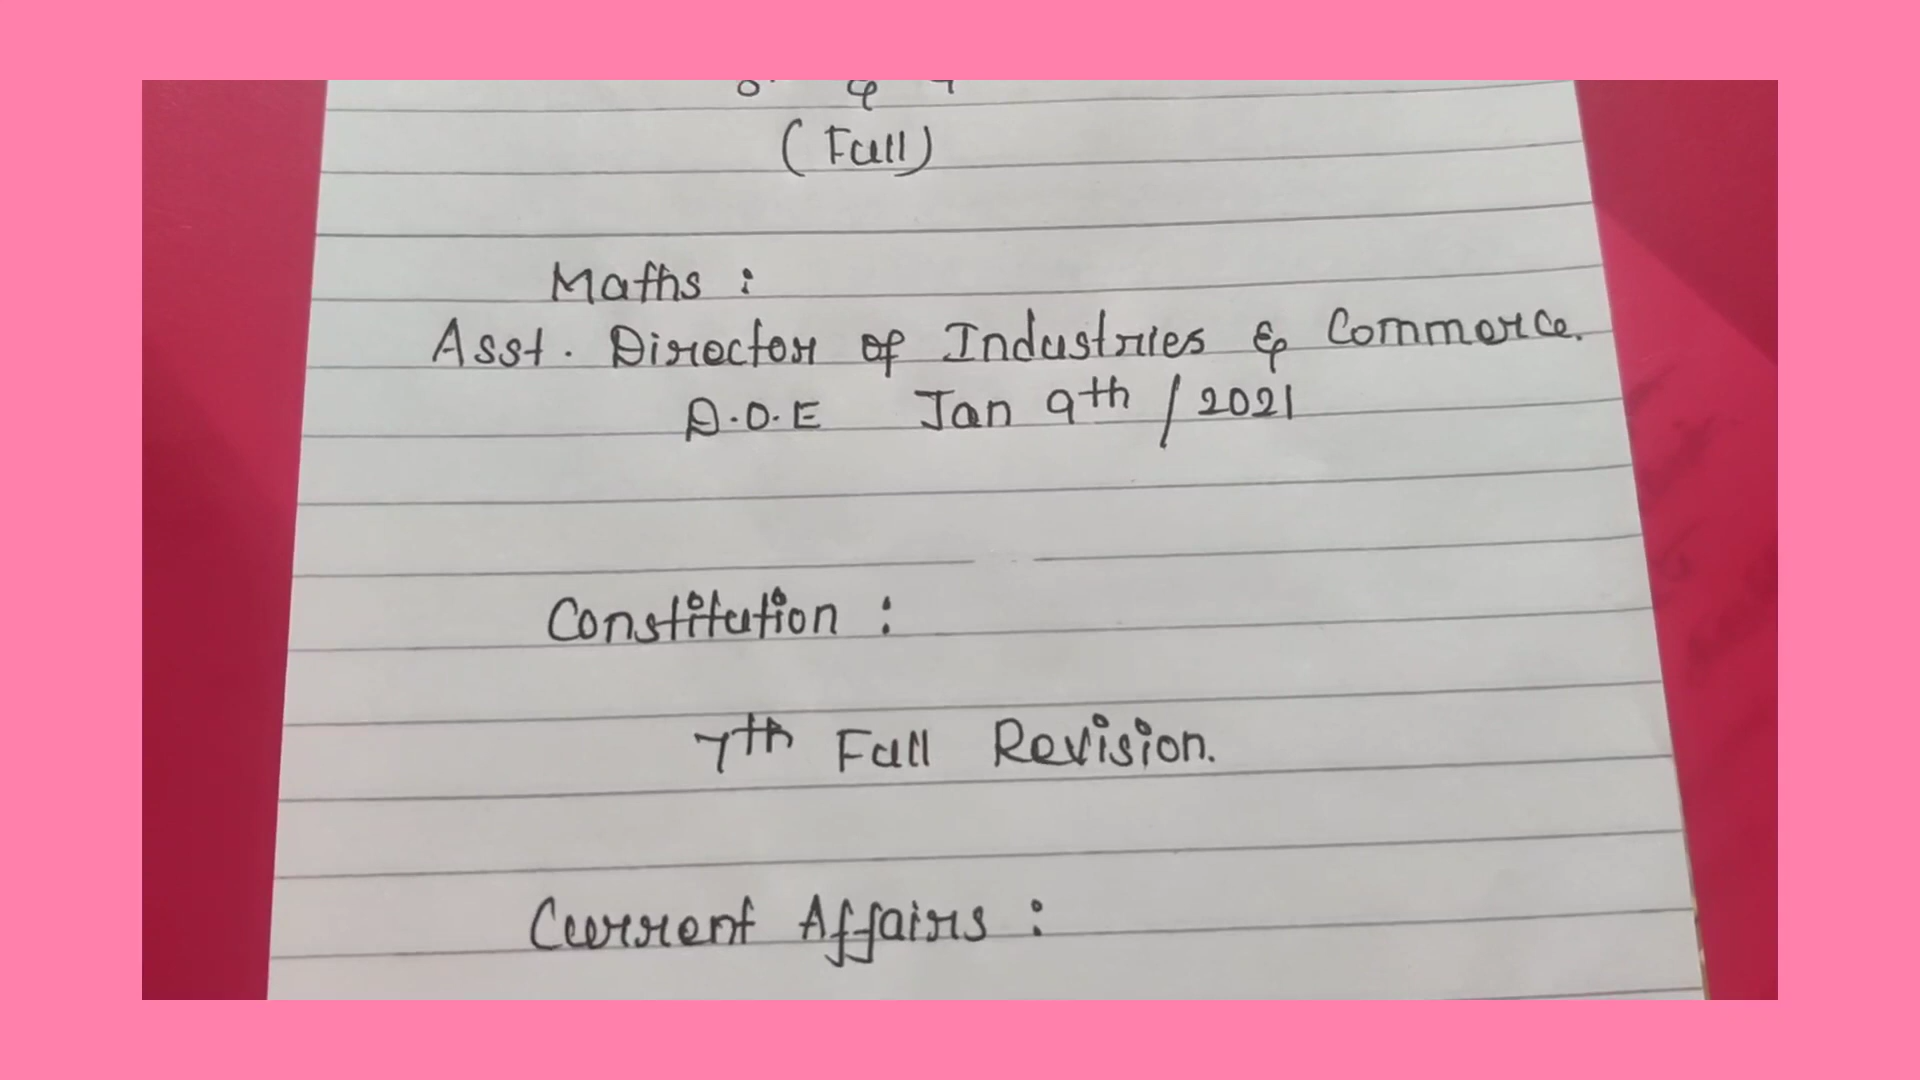 (Full)
Maths :
Asst. Director of Industries & Commerce.
D.O.E Jan 9th / 2021
Constitution :
7th Full Revision.
Current Affairs :